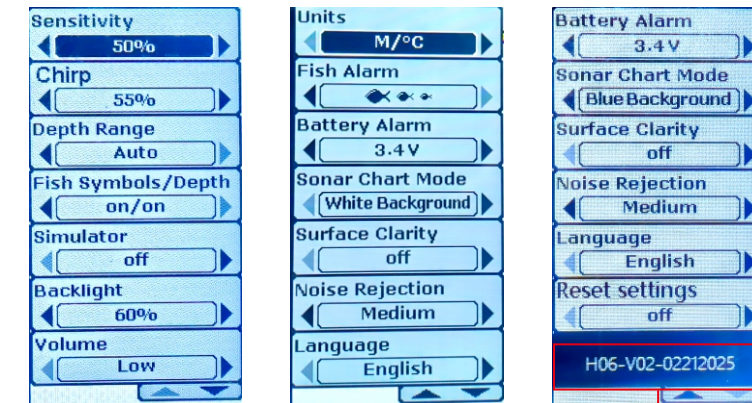 Sensitivity
50%
Chirp
55%
Depth Range
Auto
Fish Symbols/Depth
on/on
Simulator
off
Backlight
60%
Volume
Low
Units
M/°C
Fish Alarm
Battery Alarm
3.4V
Sonar Chart Mode
White Background
Surface Clarity
off
Noise Rejection
Medium
Language
English
Battery Alarm
3.4V
Sonar Chart Mode
Blue Background
Surface Clarity
off
Noise Rejection
Medium
Language
English
Reset settings
off
H06-V02-02212025